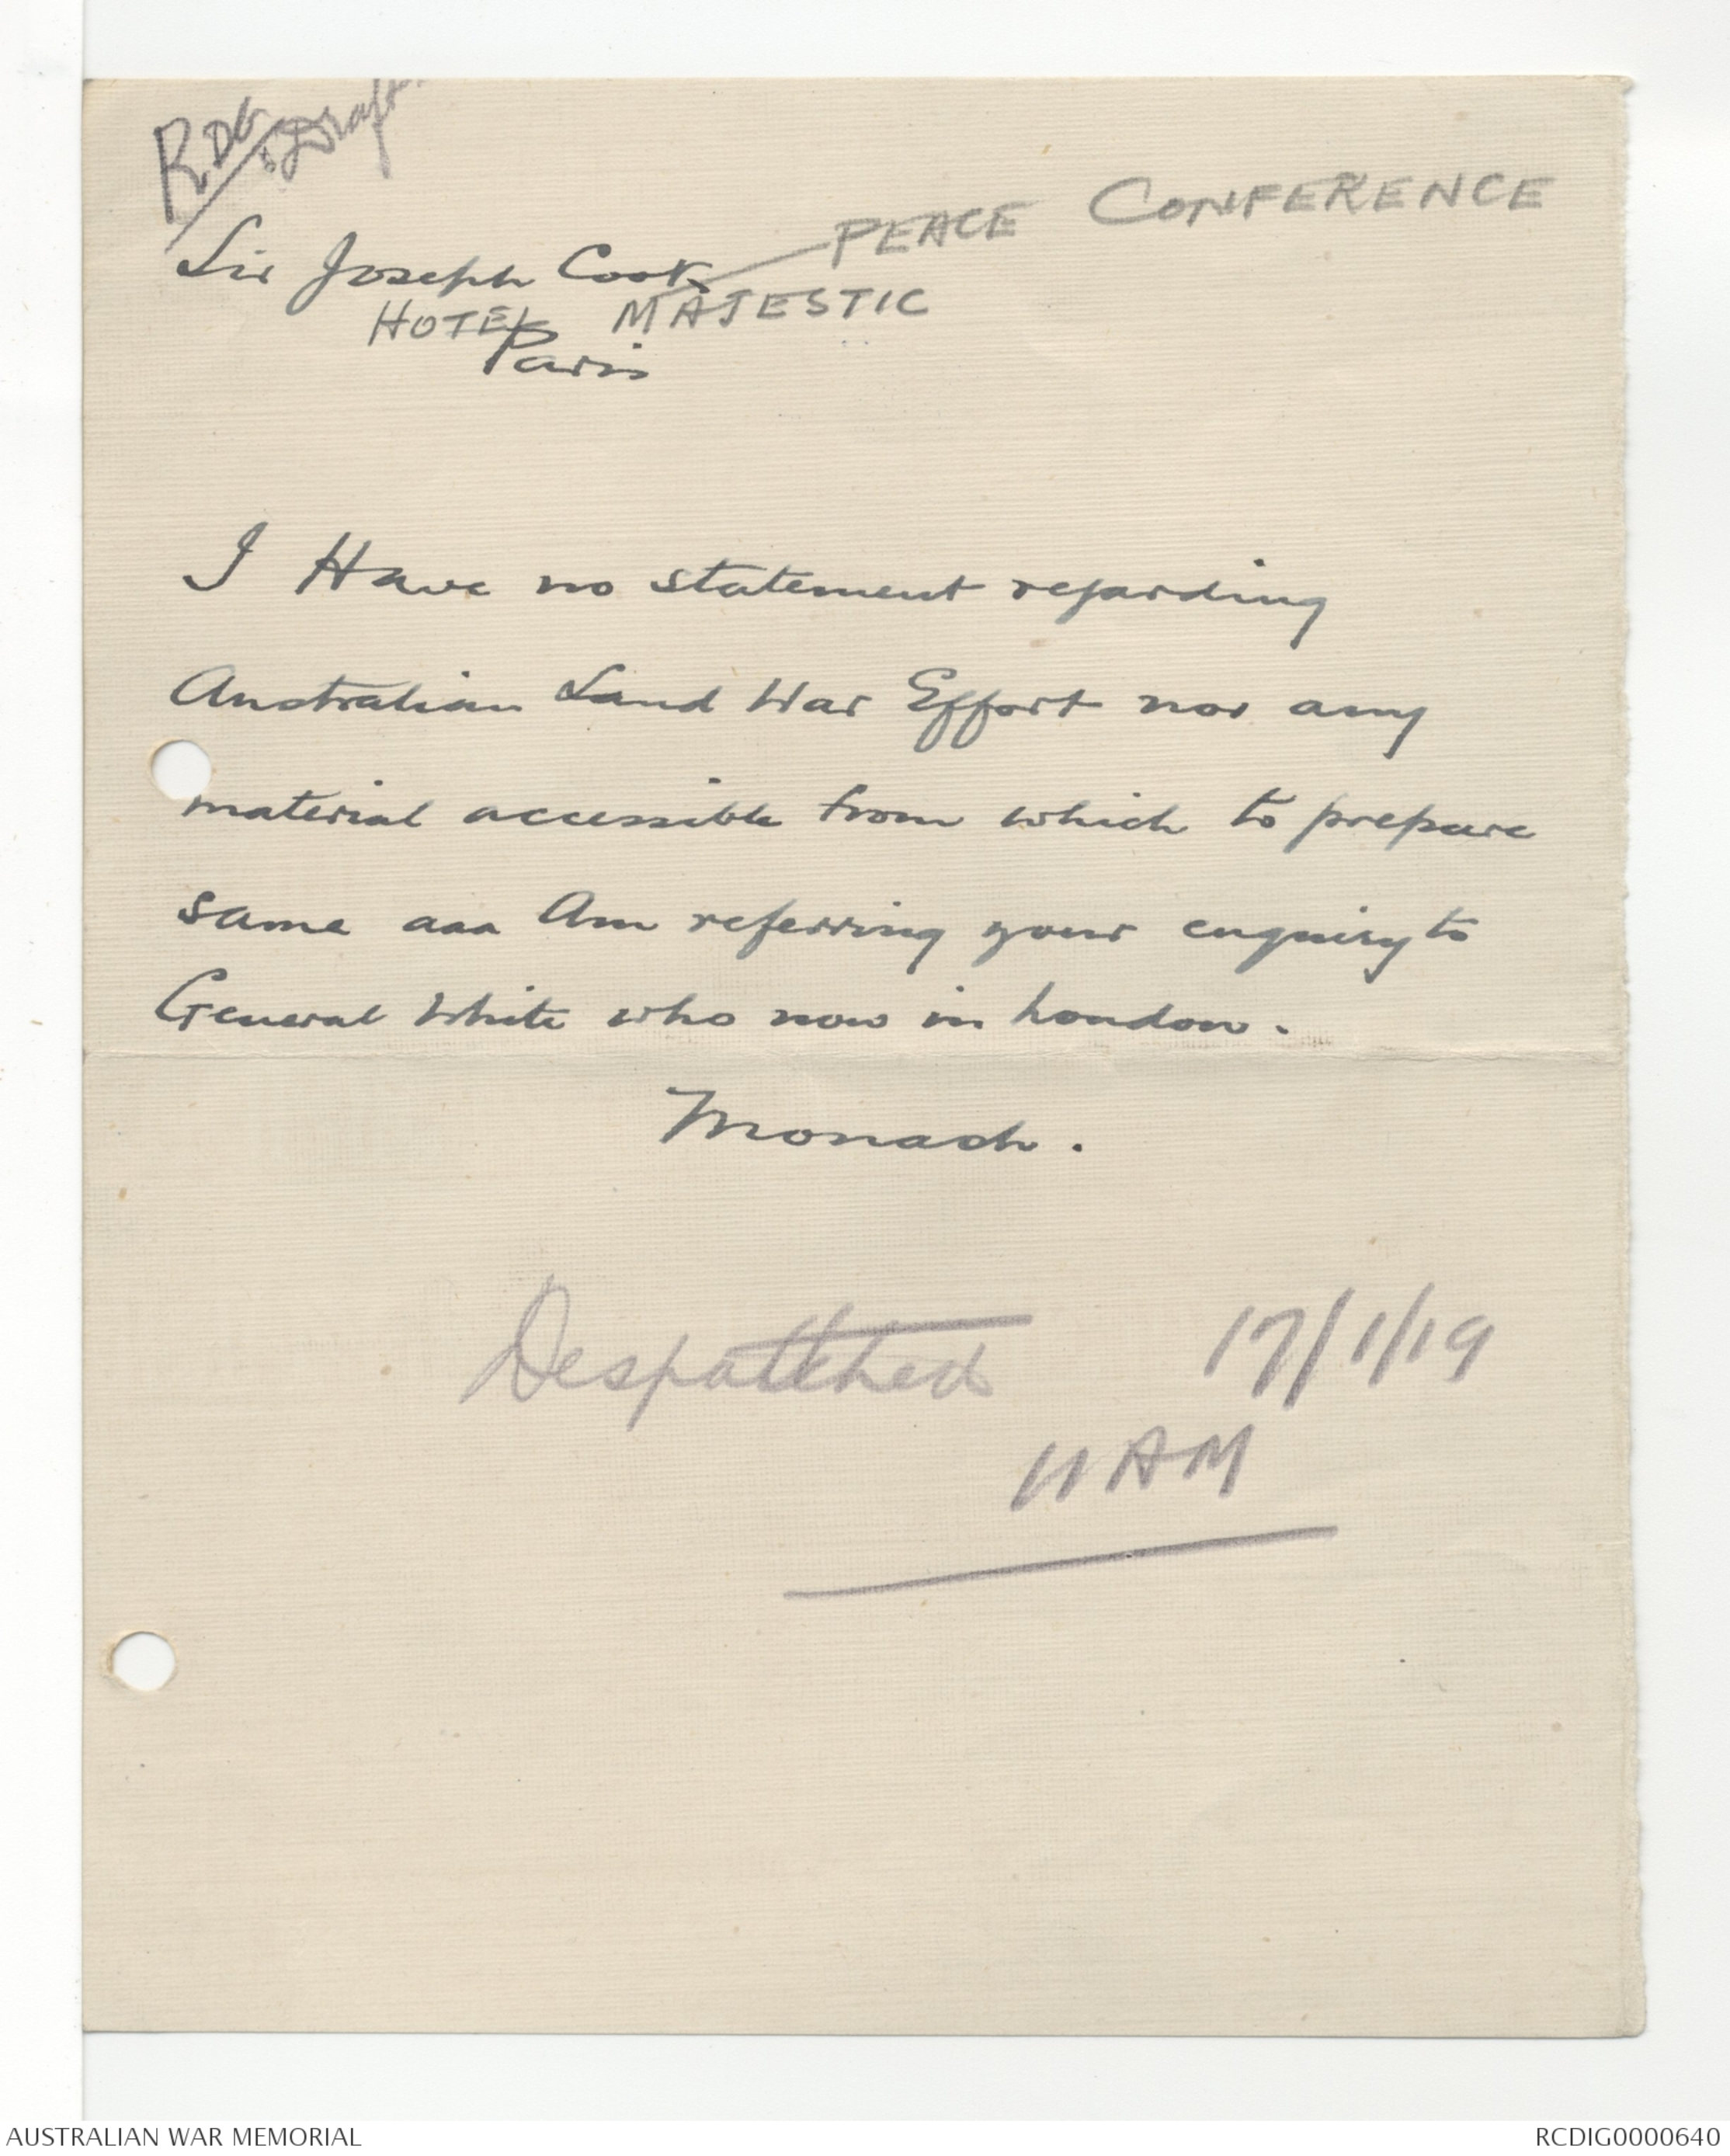 Draft
PEACE CONFERENCE
Sir Joseph Cook
HOTEL MAJESTIC
Paris
I Have no statement regarding
Australian Land War Effort nor any
material accessible from which to prepare
same aaa Am referring your enquiry to
General White who now in London.
Monash.
Despatched 17/1/19
11 AM
AUSTRALIAN WAR MEMORIAL
RCDIG0000640